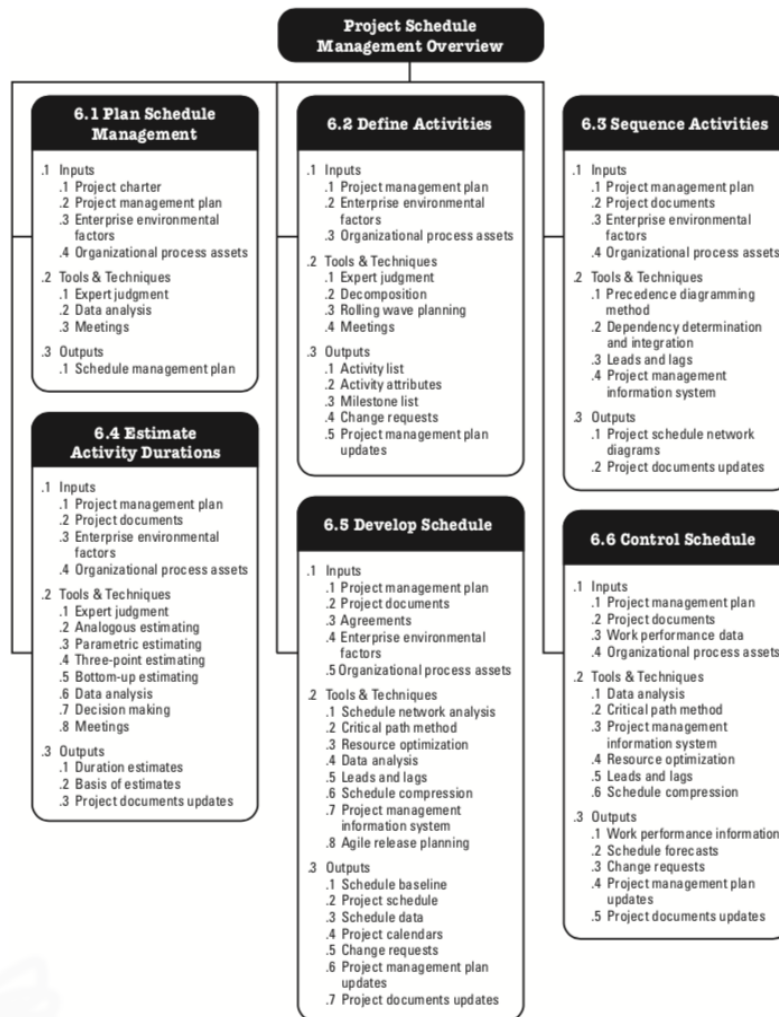 Project Schedule
Management Overview
6.1 Plan Schedule
Management
.1 Inputs
.1 Project charter
.2 Project management plan
.3 Enterprise environmental
factors
.4 Organizational process assets
.2 Tools & Techniques
.1 Expert judgment
.2 Data analysis
.3 Meetings
.3 Outputs
.1 Schedule management plan
6.2 Define Activities
.1 Inputs
.1 Project management plan
.2 Enterprise environmental
factors
.3 Organizational process assets
.2 Tools & Techniques
.1 Expert judgment
.2 Decomposition
.3 Rolling wave planning
.4 Meetings
.3 Outputs
.1 Activity list
.2 Activity attributes
.3 Milestone list
.4 Change requests
.5 Project management plan
updates
6.3 Sequence Activities
.1 Inputs
.1 Project management plan
.2 Project documents
.3 Enterprise environmental
factors
.4 Organizational process assets
.2 Tools & Techniques
.1 Precedence diagramming
method
.2 Dependency determination
and integration
.3 Leads and lags
.4 Project management
information system
.3 Outputs
.1 Project schedule network
diagrams
.2 Project documents updates
6.4 Estimate
Activity Durations
.1 Inputs
.1 Project management plan
.2 Project documents
.3 Enterprise environmental
factors
.4 Organizational process assets
.2 Tools & Techniques
.1 Expert judgment
.2 Analogous estimating
.3 Parametric estimating
.4 Three-point estimating
.5 Bottom-up estimating
.6 Data analysis
.7 Decision making
.8 Meetings
.3 Outputs
.1 Duration estimates
.2 Basis of estimates
.3 Project documents updates
6.5 Develop Schedule
.1 Inputs
.1 Project management plan
.2 Project documents
.3 Agreements
.4 Enterprise environmental
factors
.5 Organizational process assets
.2 Tools & Techniques
.1 Schedule network analysis
.2 Critical path method
.3 Resource optimization
.4 Data analysis
.5 Leads and lags
.6 Schedule compression
.7 Project management
information system
.8 Agile release planning
.3 Outputs
.1 Schedule baseline
.2 Project schedule
.3 Schedule data
.4 Project calendars
.5 Change requests
.6 Project management plan
updates
.7 Project documents updates
6.6 Control Schedule
.1 Inputs
.1 Project management plan
.2 Project documents
.3 Work performance data
.4 Organizational process assets
.2 Tools & Techniques
.1 Data analysis
.2 Critical path method
.3 Project management
information system
.4 Resource optimization
.5 Leads and lags
.6 Schedule compression
.3 Outputs
.1 Work performance information
.2 Schedule forecasts
.3 Change requests
.4 Project management plan
updates
.5 Project documents updates